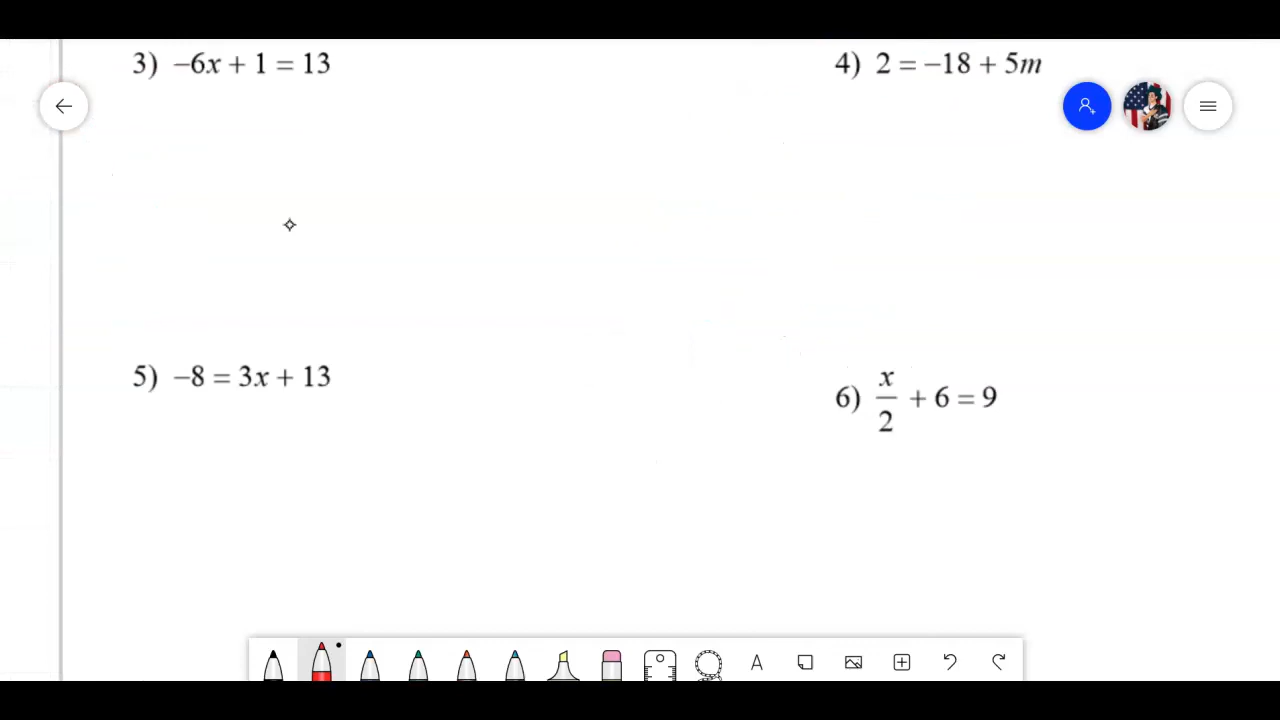 3) −6x + 1 = 13
4) 2 = −18 + 5m
5) −8 = 3x + 13
6) x/2 + 6 = 9
A